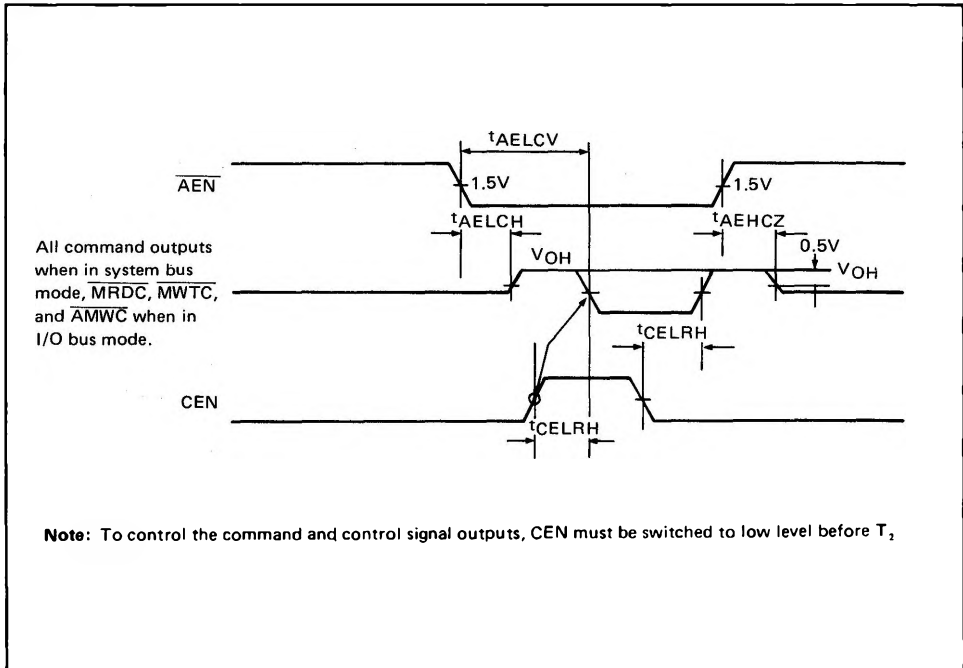 tAELCV
AEN
1.5V
1.5V
tAELCH
tAEHCZ
0.5V
All command outputs
when in system bus
mode, MRDC, MWTC,
and AMWC when in
I/O bus mode.
VOH
VOH
tCELRH
CEN
tCELRH
Note: To control the command and control signal outputs, CEN must be switched to low level before T2